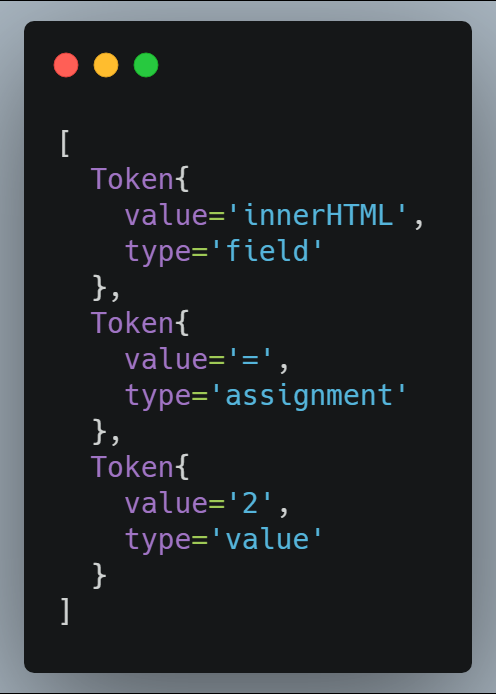 [
  Token{
    value='innerHTML',
    type='field'
  },
  Token{
    value='=',
    type='assignment'
  },
  Token{
    value='2',
    type='value'
  }
]